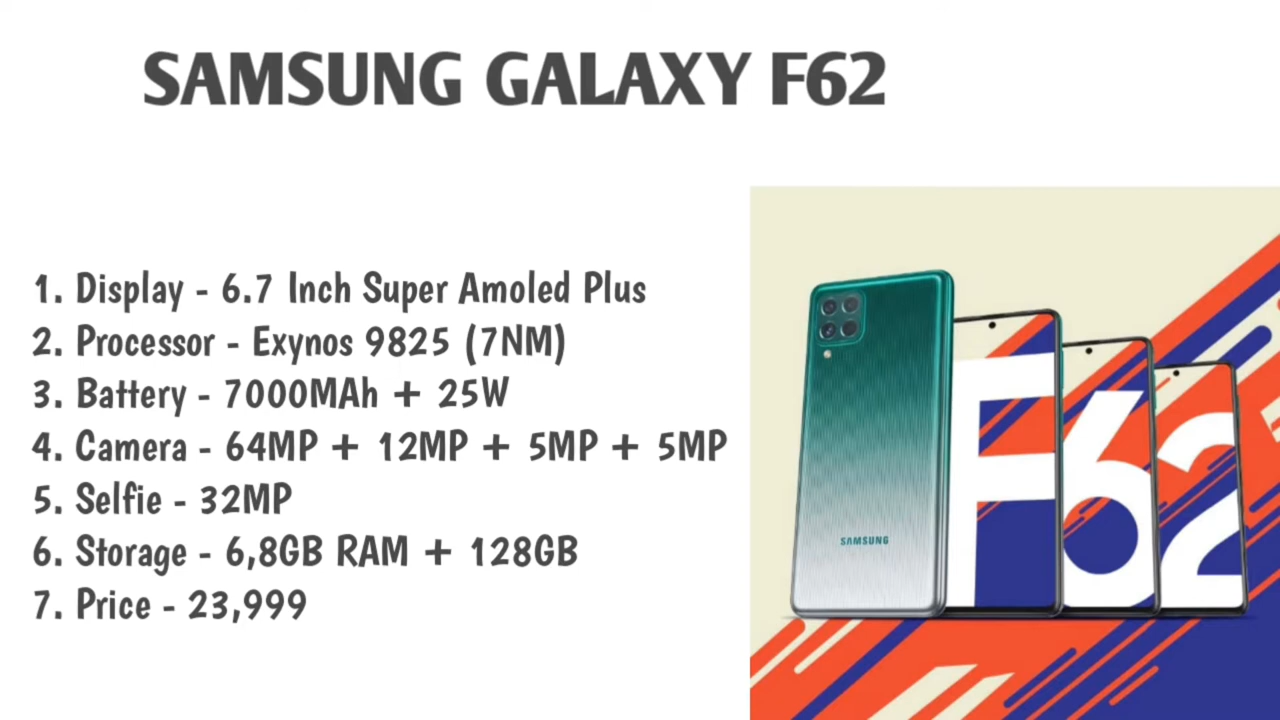 SAMSUNG GALAXY F62
1. Display - 6.7 Inch Super Amoled Plus
2. Processor - Exynos 9825 (7NM)
3. Battery - 7000MAh + 25W
4. Camera - 64MP + 12MP + 5MP + 5MP
5. Selfie - 32MP
6. Storage - 6,8GB RAM + 128GB
7. Price - 23,999
SAMSUNG
F62